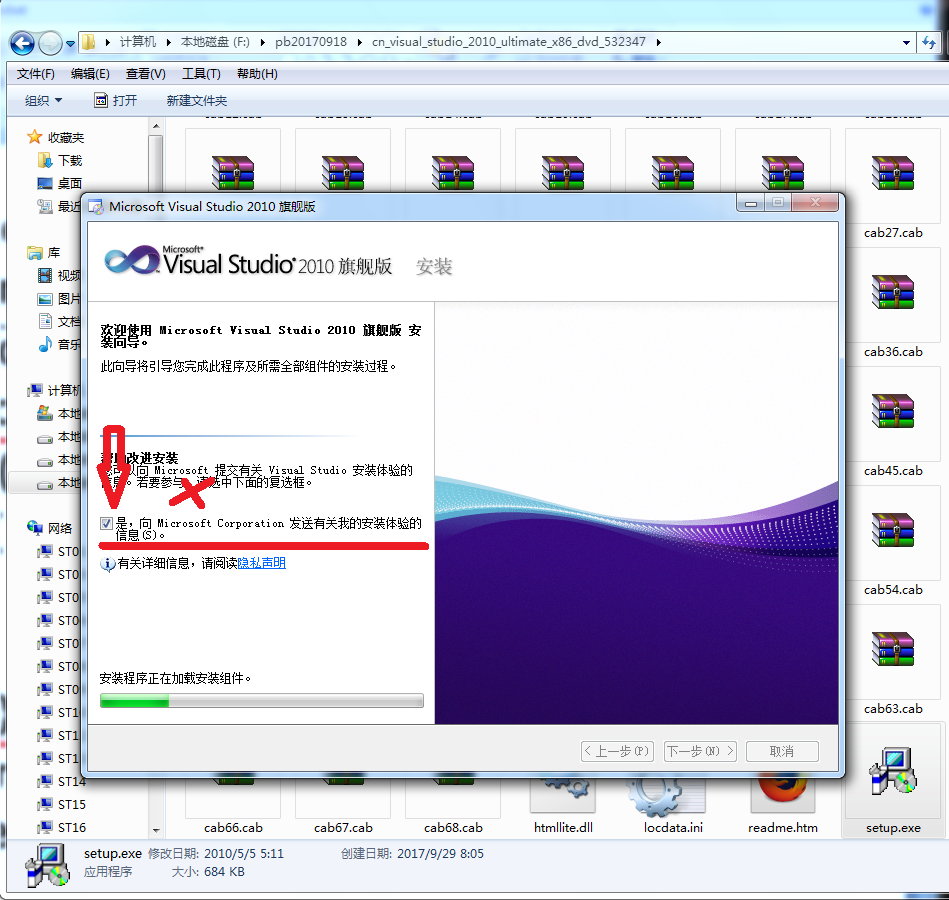 计算机 本地磁盘 (F:) pb20170918 cn_visual_studio_2010_ultimate_x86_dvd_532347
文件(F) 编辑(E) 查看(V) 工具(T) 帮助(H)
组织 打开 新建文件夹
收藏夹
下载
桌面
最近
库
视频
图片
文档
音乐
计算机
本地
本地
本地
本地
网络
ST0
ST0
ST0
ST0
ST0
ST0
ST0
ST1
ST1
ST1
ST14
ST15
ST16
cab27.cab
cab36.cab
cab45.cab
cab54.cab
cab63.cab
Microsoft Visual Studio 2010 旗舰版
Microsoft®
Visual Studio® 2010 旗舰版 安装
欢迎使用 Microsoft Visual Studio 2010 旗舰版 安
装向导。
此向导将引导您完成此程序及所需全部组件的安装过程。
改进安装
以向 Microsoft 提交有关 Visual Studio 安装体验的
息。若要参与，请选中下面的复选框。
是，向 Microsoft Corporation 发送有关我的安装体验的
信息(S)。
有关详细信息，请阅读隐私声明
安装程序正在加载安装组件。
< 上一步(P) 下一步(N) > 取消
cab66.cab cab67.cab cab68.cab htmllite.dll locdata.ini readme.htm setup.exe
setup.exe 修改日期: 2010/5/5 5:11 创建日期: 2017/9/29 8:05
应用程序 大小: 684 KB